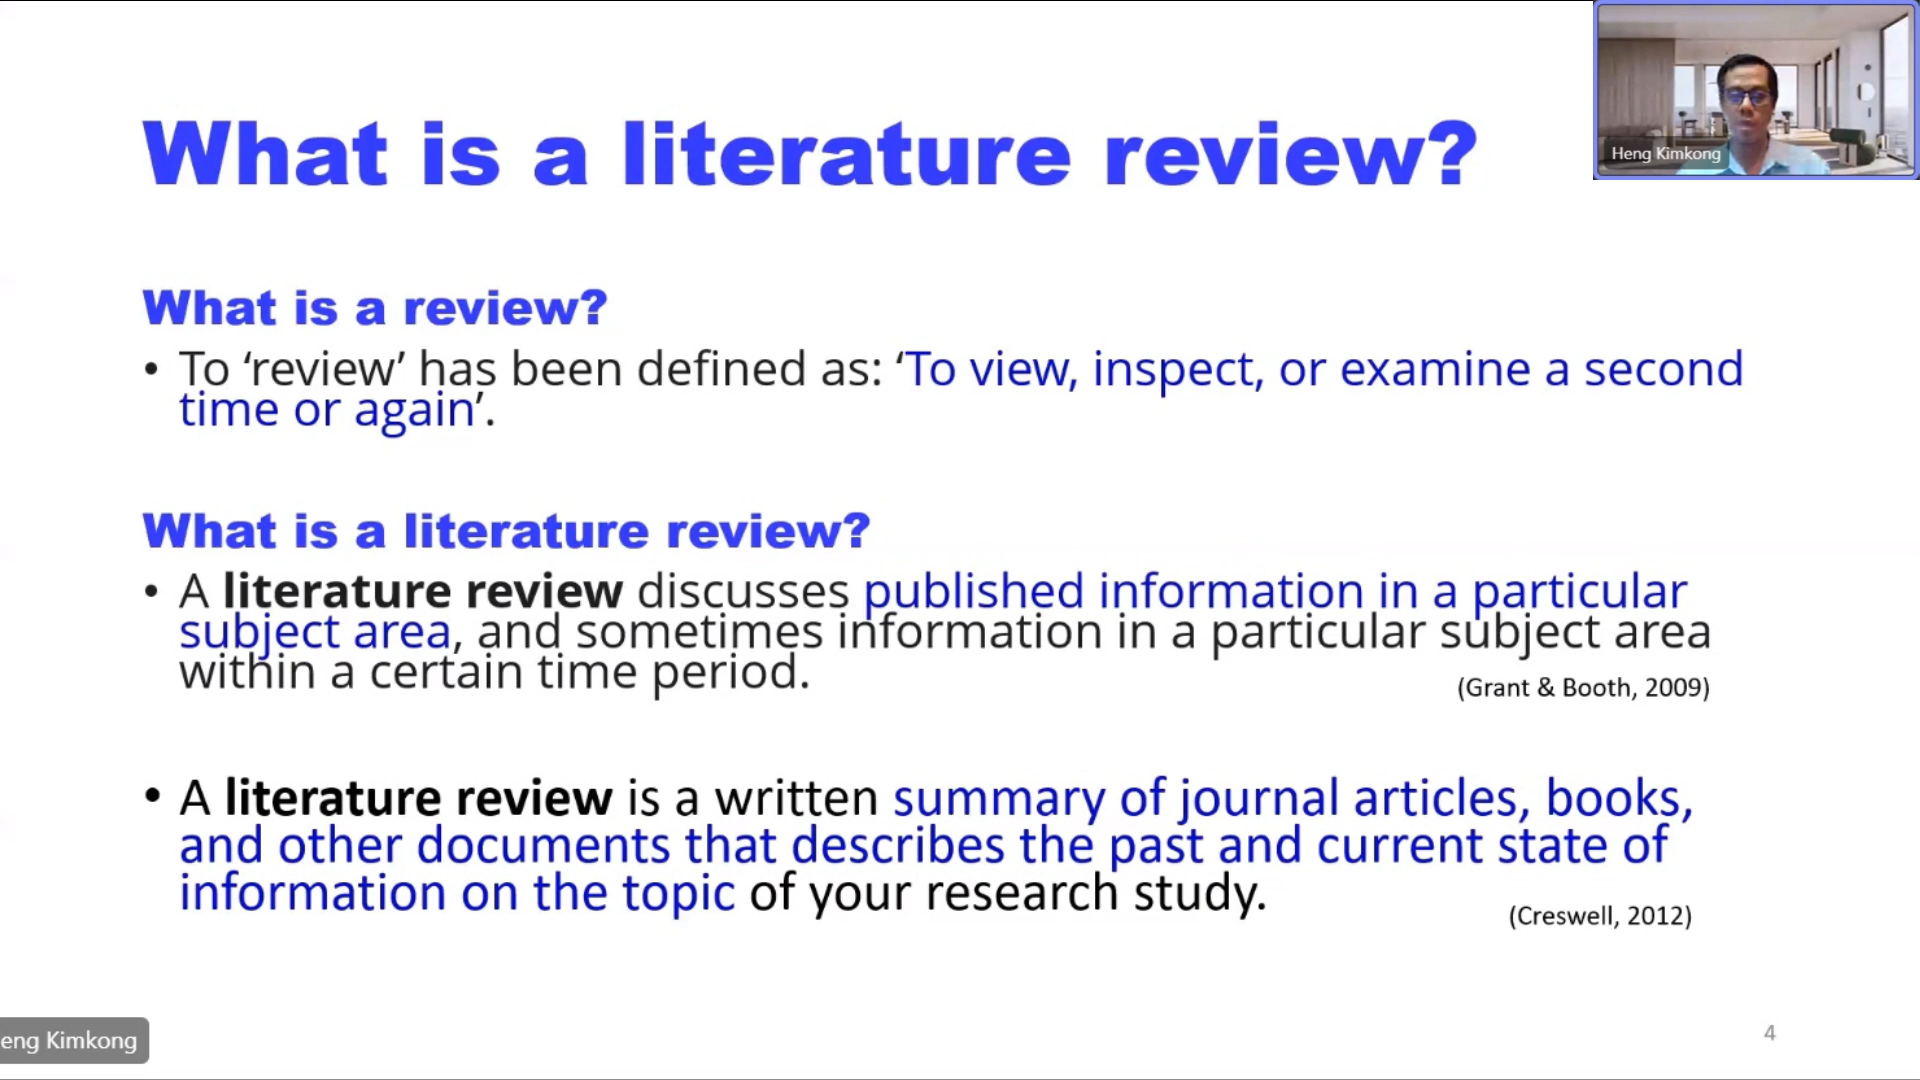 What is a literature review?
Heng Kimkong
What is a review?
• To ‘review’ has been defined as: ‘To view, inspect, or examine a second
time or again’.
What is a literature review?
• A literature review discusses published information in a particular
subject area, and sometimes information in a particular subject area
within a certain time period.
(Grant & Booth, 2009)
• A literature review is a written summary of journal articles, books,
and other documents that describes the past and current state of
information on the topic of your research study.
(Creswell, 2012)
eng Kimkong
4